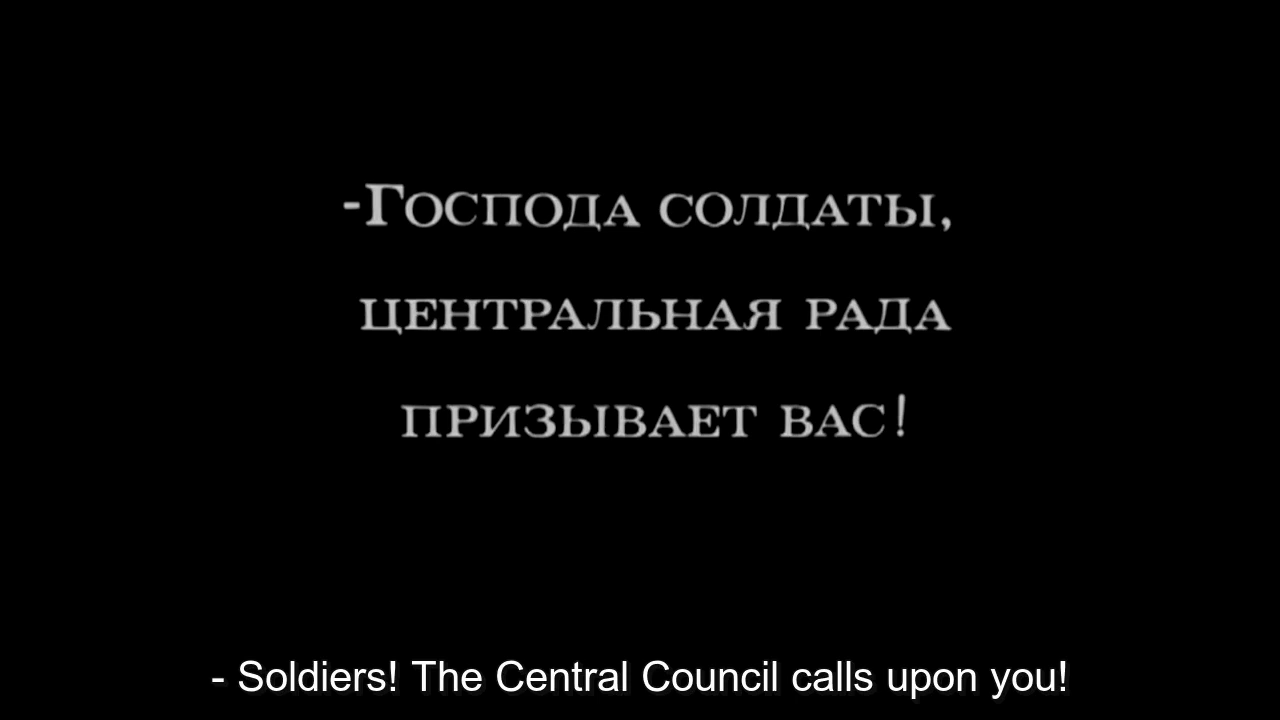 -Господа солдаты,
центральная рада
призывает вас!
- Soldiers! The Central Council calls upon you!